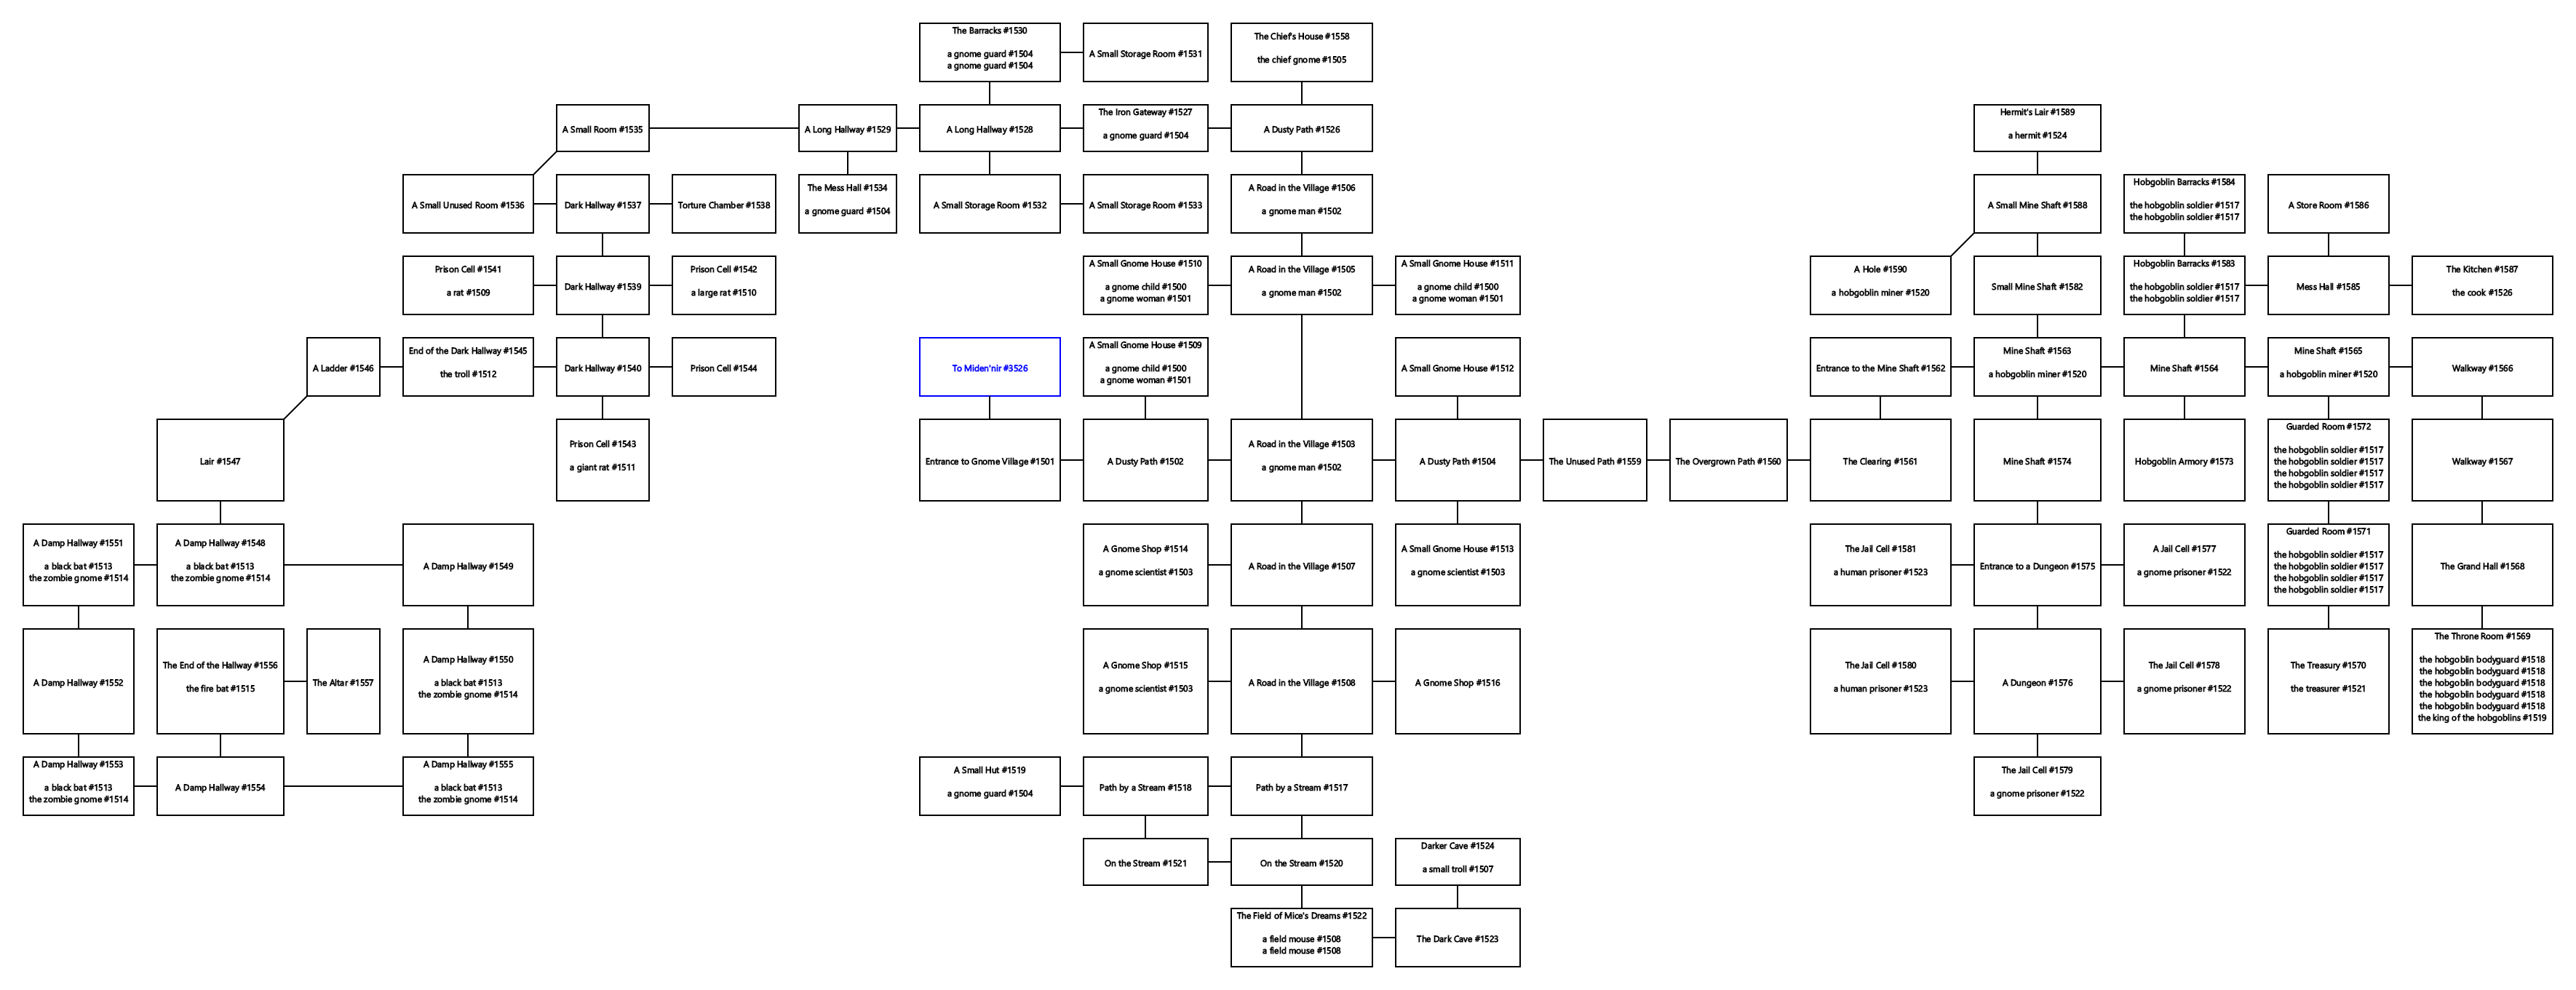 The Barracks #1530
a gnome guard #1504
a gnome guard #1504
A Small Storage Room #1531
The Chief's House #1558
the chief gnome #1505
A Small Room #1535
A Long Hallway #1529
A Long Hallway #1528
The Iron Gateway #1527
a gnome guard #1504
A Dusty Path #1526
Hermit's Lair #1589
a hermit #1524
A Small Unused Room #1536
Dark Hallway #1537
Torture Chamber #1538
The Mess Hall #1534
a gnome guard #1504
A Small Storage Room #1532
A Small Storage Room #1533
A Road in the Village #1506
a gnome man #1502
A Small Mine Shaft #1588
Hobgoblin Barracks #1584
the hobgoblin soldier #1517
the hobgoblin soldier #1517
A Store Room #1586
Prison Cell #1541
a rat #1509
Dark Hallway #1539
Prison Cell #1542
a large rat #1510
A Small Gnome House #1510
a gnome child #1500
a gnome woman #1501
A Road in the Village #1505
a gnome man #1502
A Small Gnome House #1511
a gnome child #1500
a gnome woman #1501
A Hole #1590
a hobgoblin miner #1520
Small Mine Shaft #1582
Hobgoblin Barracks #1583
the hobgoblin soldier #1517
the hobgoblin soldier #1517
Mess Hall #1585
The Kitchen #1587
the cook #1526
A Ladder #1546
End of the Dark Hallway #1545
the troll #1512
Dark Hallway #1540
Prison Cell #1544
To Miden'nir #3526
A Small Gnome House #1509
a gnome child #1500
a gnome woman #1501
A Small Gnome House #1512
Entrance to the Mine Shaft #1562
Mine Shaft #1563
a hobgoblin miner #1520
Mine Shaft #1564
Mine Shaft #1565
a hobgoblin miner #1520
Walkway #1566
Lair #1547
Prison Cell #1543
a giant rat #1511
Entrance to Gnome Village #1501
A Dusty Path #1502
A Road in the Village #1503
a gnome man #1502
A Dusty Path #1504
The Unused Path #1559
The Overgrown Path #1560
The Clearing #1561
Mine Shaft #1574
Hobgoblin Armory #1573
Guarded Room #1572
the hobgoblin soldier #1517
the hobgoblin soldier #1517
the hobgoblin soldier #1517
the hobgoblin soldier #1517
Walkway #1567
A Damp Hallway #1551
a black bat #1513
the zombie gnome #1514
A Damp Hallway #1548
a black bat #1513
the zombie gnome #1514
A Damp Hallway #1549
A Gnome Shop #1514
a gnome scientist #1503
A Road in the Village #1507
A Small Gnome House #1513
a gnome scientist #1503
The Jail Cell #1581
a human prisoner #1523
Entrance to a Dungeon #1575
A Jail Cell #1577
a gnome prisoner #1522
Guarded Room #1571
the hobgoblin soldier #1517
the hobgoblin soldier #1517
the hobgoblin soldier #1517
the hobgoblin soldier #1517
The Grand Hall #1568
A Damp Hallway #1552
The End of the Hallway #1556
the fire bat #1515
The Altar #1557
A Damp Hallway #1550
a black bat #1513
the zombie gnome #1514
A Gnome Shop #1515
a gnome scientist #1503
A Road in the Village #1508
A Gnome Shop #1516
The Jail Cell #1580
a human prisoner #1523
A Dungeon #1576
The Jail Cell #1578
a gnome prisoner #1522
The Treasury #1570
the treasurer #1521
The Throne Room #1569
the hobgoblin bodyguard #1518
the hobgoblin bodyguard #1518
the hobgoblin bodyguard #1518
the hobgoblin bodyguard #1518
the hobgoblin bodyguard #1518
the king of the hobgoblins #1519
A Damp Hallway #1553
a black bat #1513
the zombie gnome #1514
A Damp Hallway #1554
A Damp Hallway #1555
a black bat #1513
the zombie gnome #1514
A Small Hut #1519
a gnome guard #1504
Path by a Stream #1518
Path by a Stream #1517
The Jail Cell #1579
a gnome prisoner #1522
On the Stream #1521
On the Stream #1520
Darker Cave #1524
a small troll #1507
The Field of Mice's Dreams #1522
a field mouse #1508
a field mouse #1508
The Dark Cave #1523